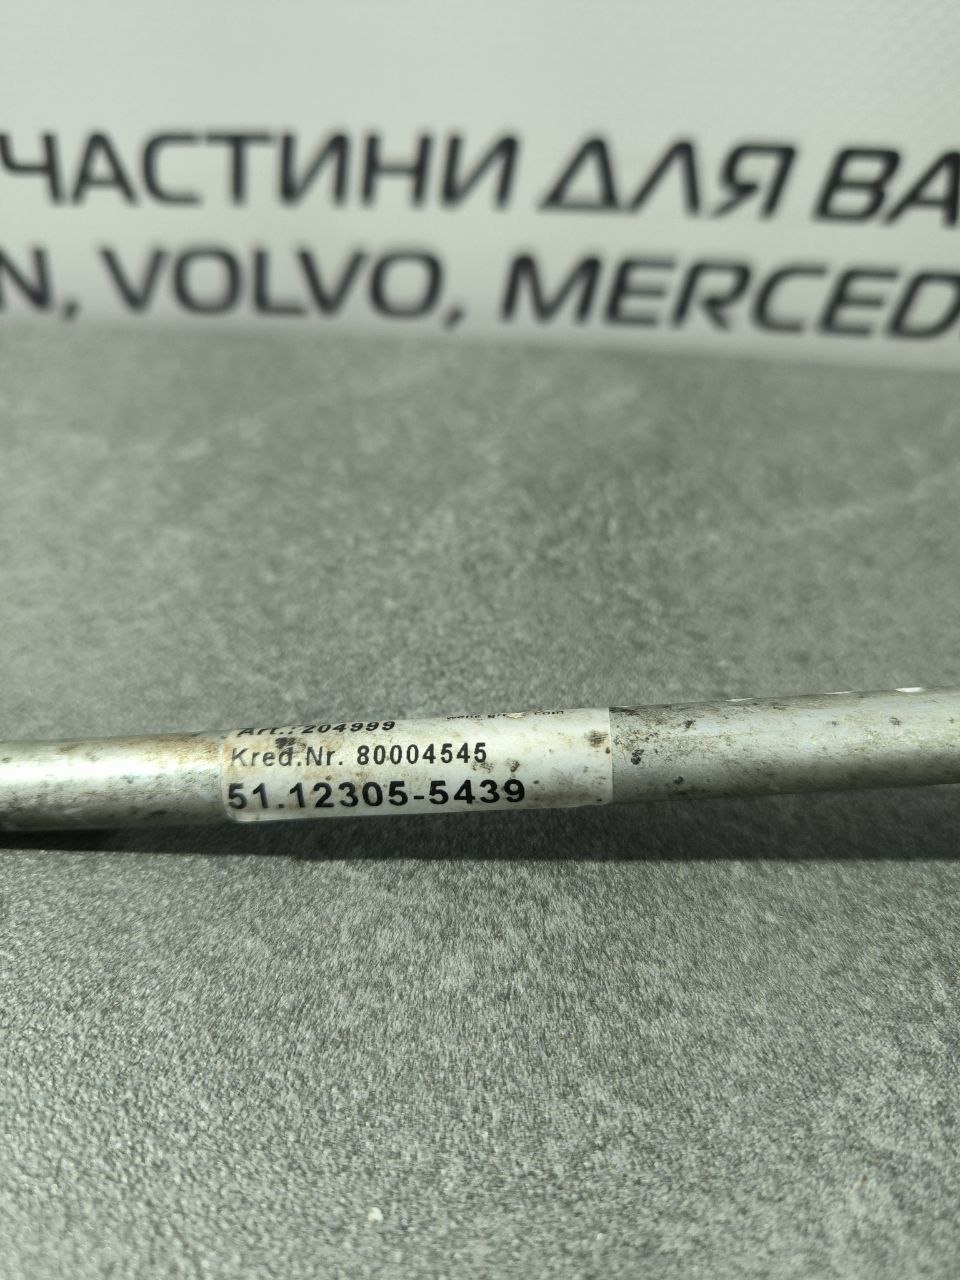 ЧАСТИНИ ДЛЯ ВА
N, VOLVO, MERCED
Art.:204999
Kred.Nr. 80004545
51.12305-5439